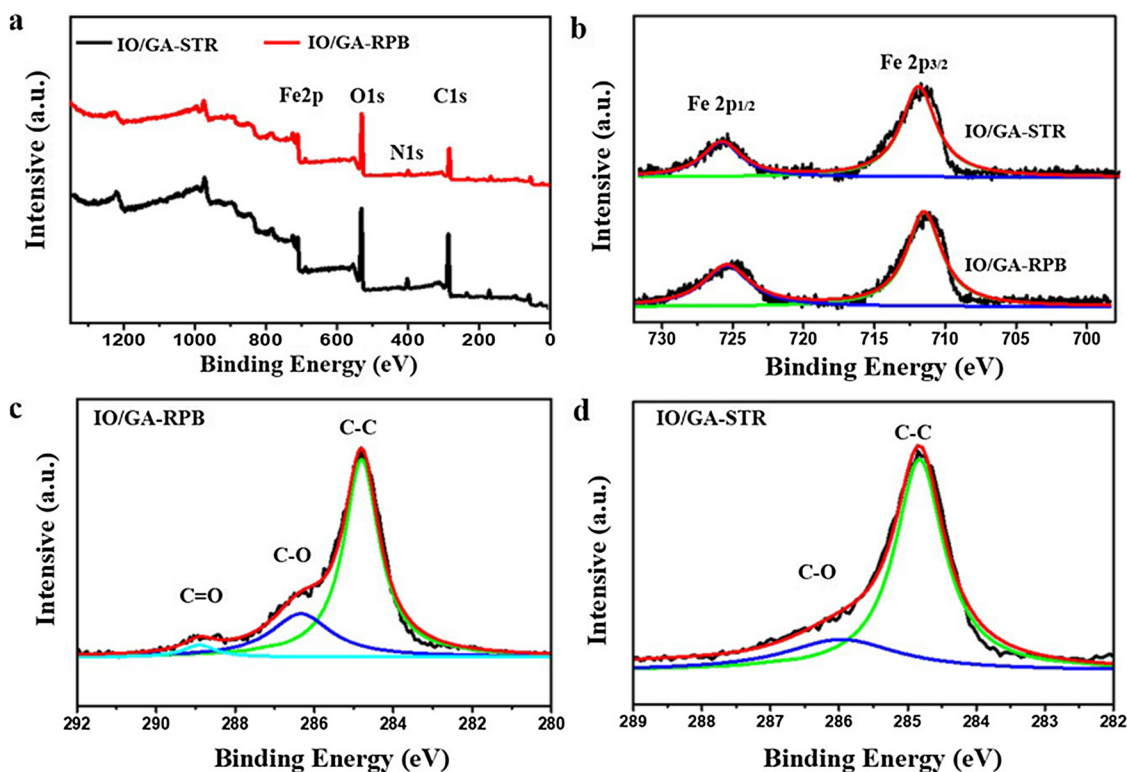 a
IO/GA-STR
IO/GA-RPB
Fe2p
O1s
N1s
C1s
Intensive (a.u.)
1200 1000 800 600 400 200 0
Binding Energy (eV)
b
Fe 2p1/2
Fe 2p3/2
IO/GA-STR
IO/GA-RPB
Intensive (a.u.)
730 725 720 715 710 705 700
Binding Energy (eV)
c
IO/GA-RPB
C-C
C-O
C=O
Intensive (a.u.)
292 290 288 286 284 282 280
Binding Energy (eV)
d
IO/GA-STR
C-C
C-O
Intensive (a.u.)
289 288 287 286 285 284 283 282
Binding Energy (eV)